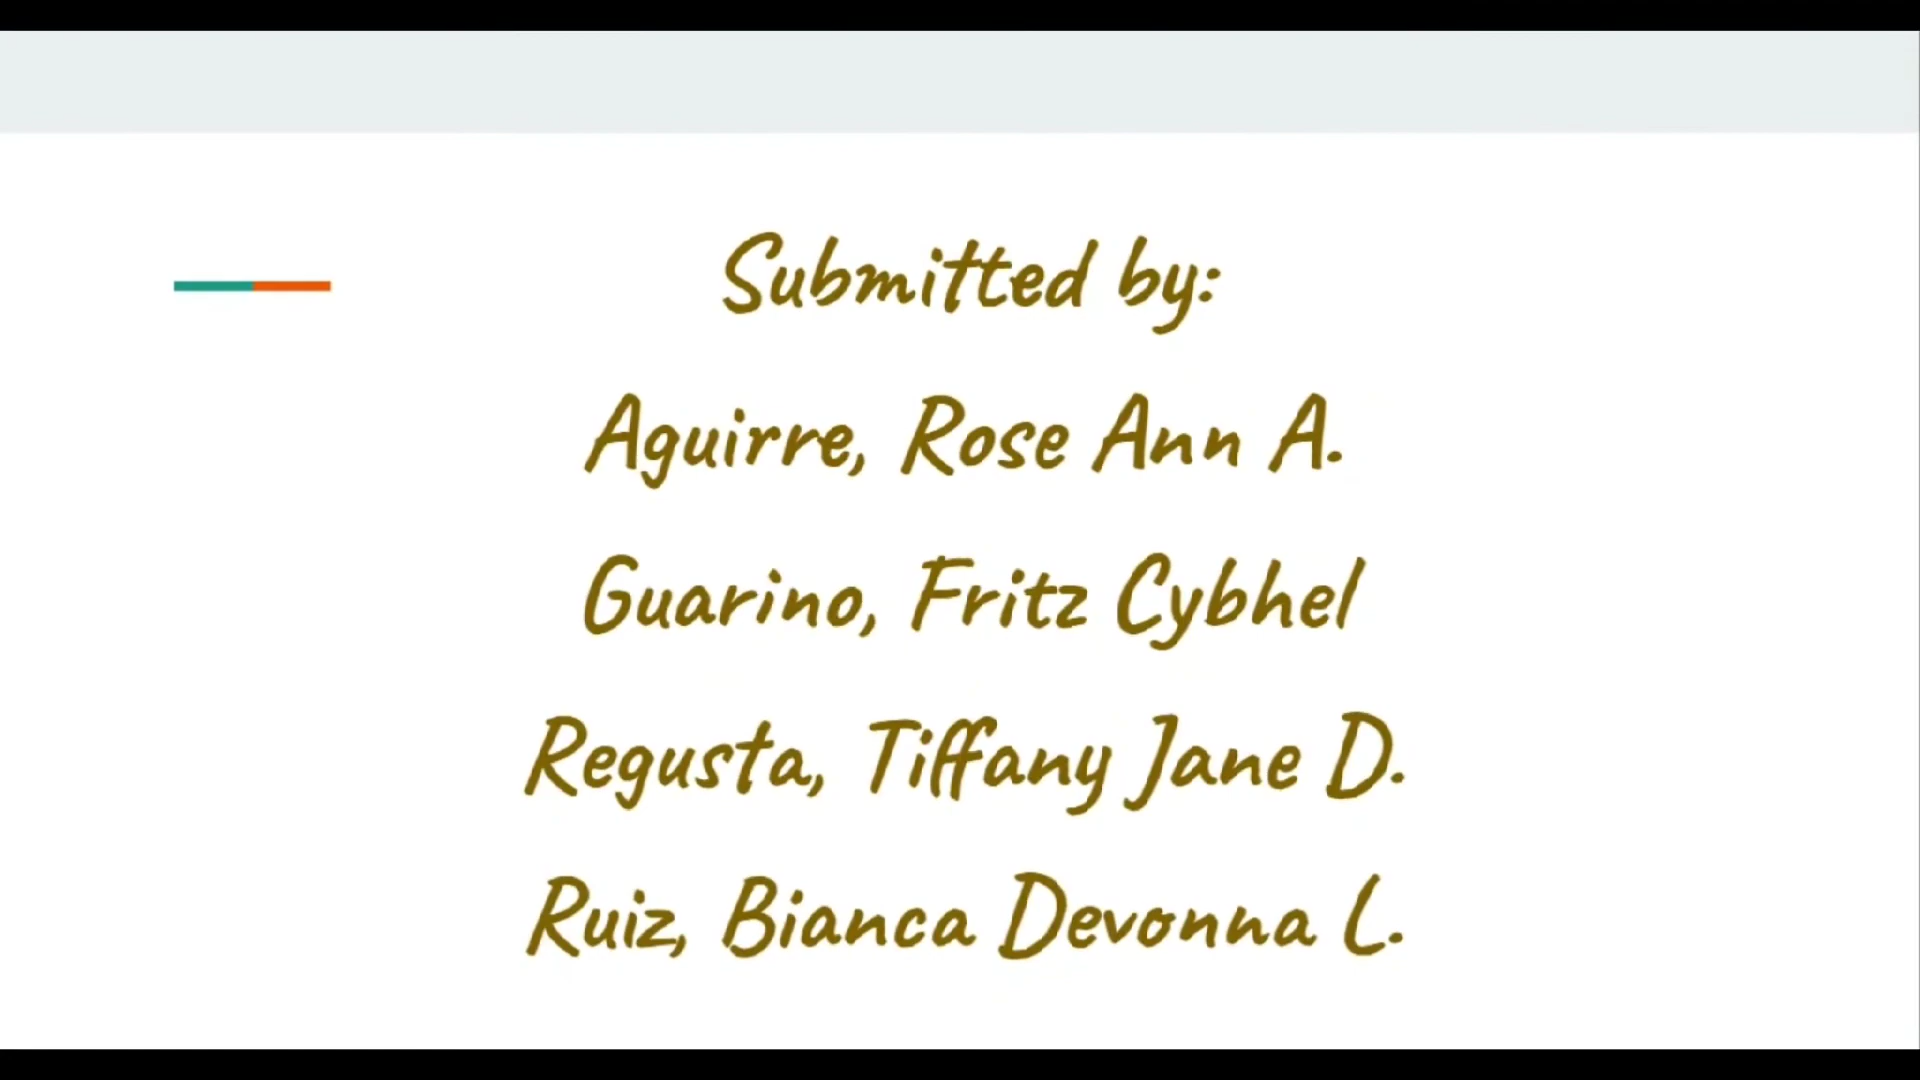 Submitted by:
Aguirre, Rose Ann A.
Guarino, Fritz Cybhel
Regusta, Tiffany Jane D.
Ruiz, Bianca Devonna L.